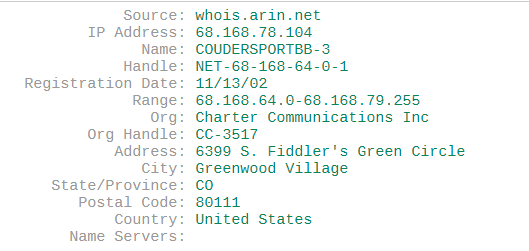 Source: whois.arin.net
IP Address: 68.168.78.104
Name: COUDERSPORTBB-3
Handle: NET-68-168-64-0-1
Registration Date: 11/13/02
Range: 68.168.64.0-68.168.79.255
Org: Charter Communications Inc
Org Handle: CC-3517
Address: 6399 S. Fiddler's Green Circle
City: Greenwood Village
State/Province: CO
Postal Code: 80111
Country: United States
Name Servers: